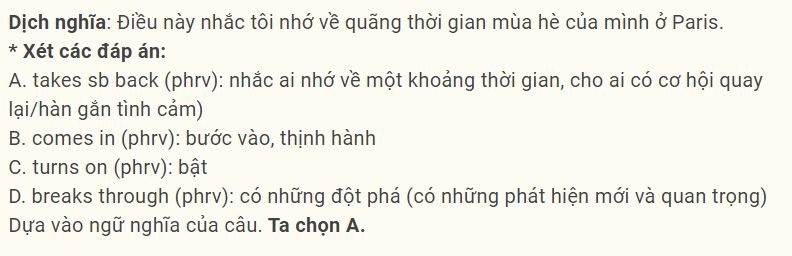 Dịch nghĩa: Điều này nhắc tôi nhớ về quãng thời gian mùa hè của mình ở Paris.
* Xét các đáp án:
A. takes sb back (phrv): nhắc ai nhớ về một khoảng thời gian, cho ai có cơ hội quay
lại/hàn gắn tình cảm)
B. comes in (phrv): bước vào, thịnh hành
C. turns on (phrv): bật
D. breaks through (phrv): có những đột phá (có những phát hiện mới và quan trọng)
Dựa vào ngữ nghĩa của câu. Ta chọn A.